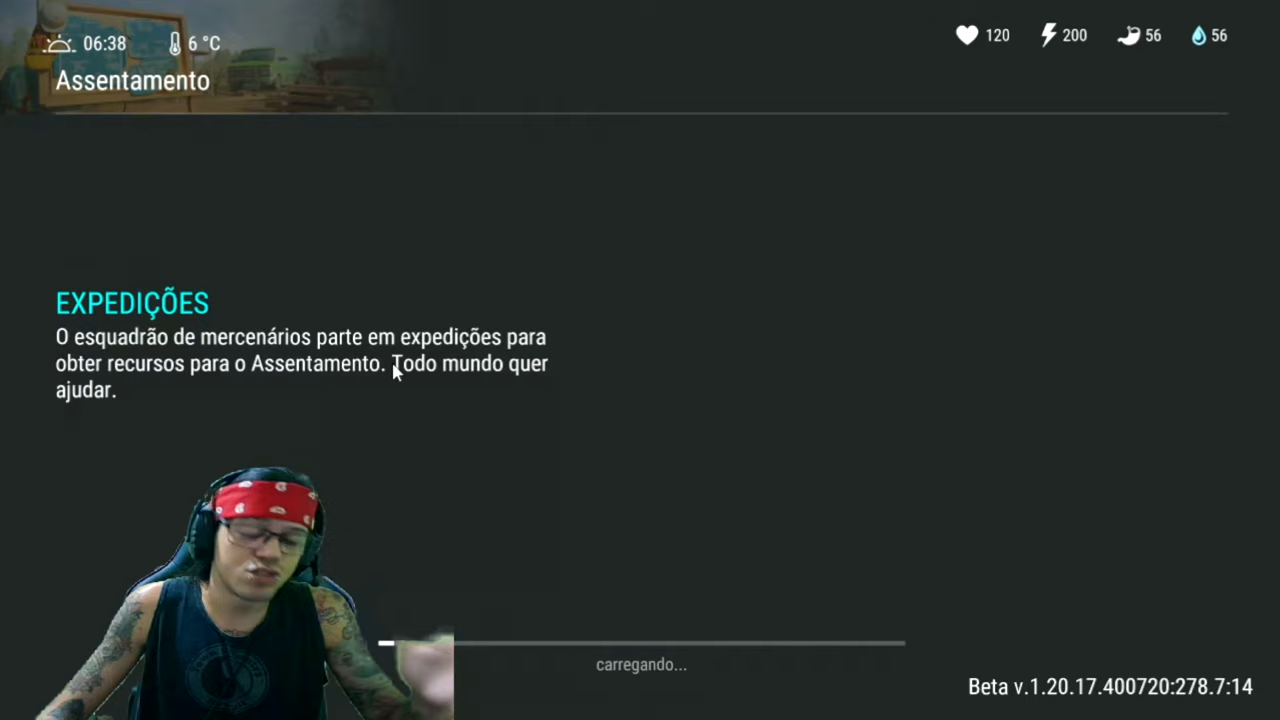 06:38 6 °C 120 200 56 56
Assentamento
EXPEDIÇÕES
O esquadrão de mercenários parte em expedições para
obter recursos para o Assentamento. Todo mundo quer
ajudar.
carregando...
Beta v.1.20.17.400720:278.7:14